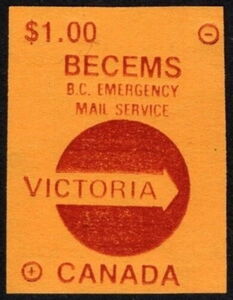 $1.00
BECEMS
B.C. EMERGENCY
MAIL SERVICE
VICTORIA
CANADA